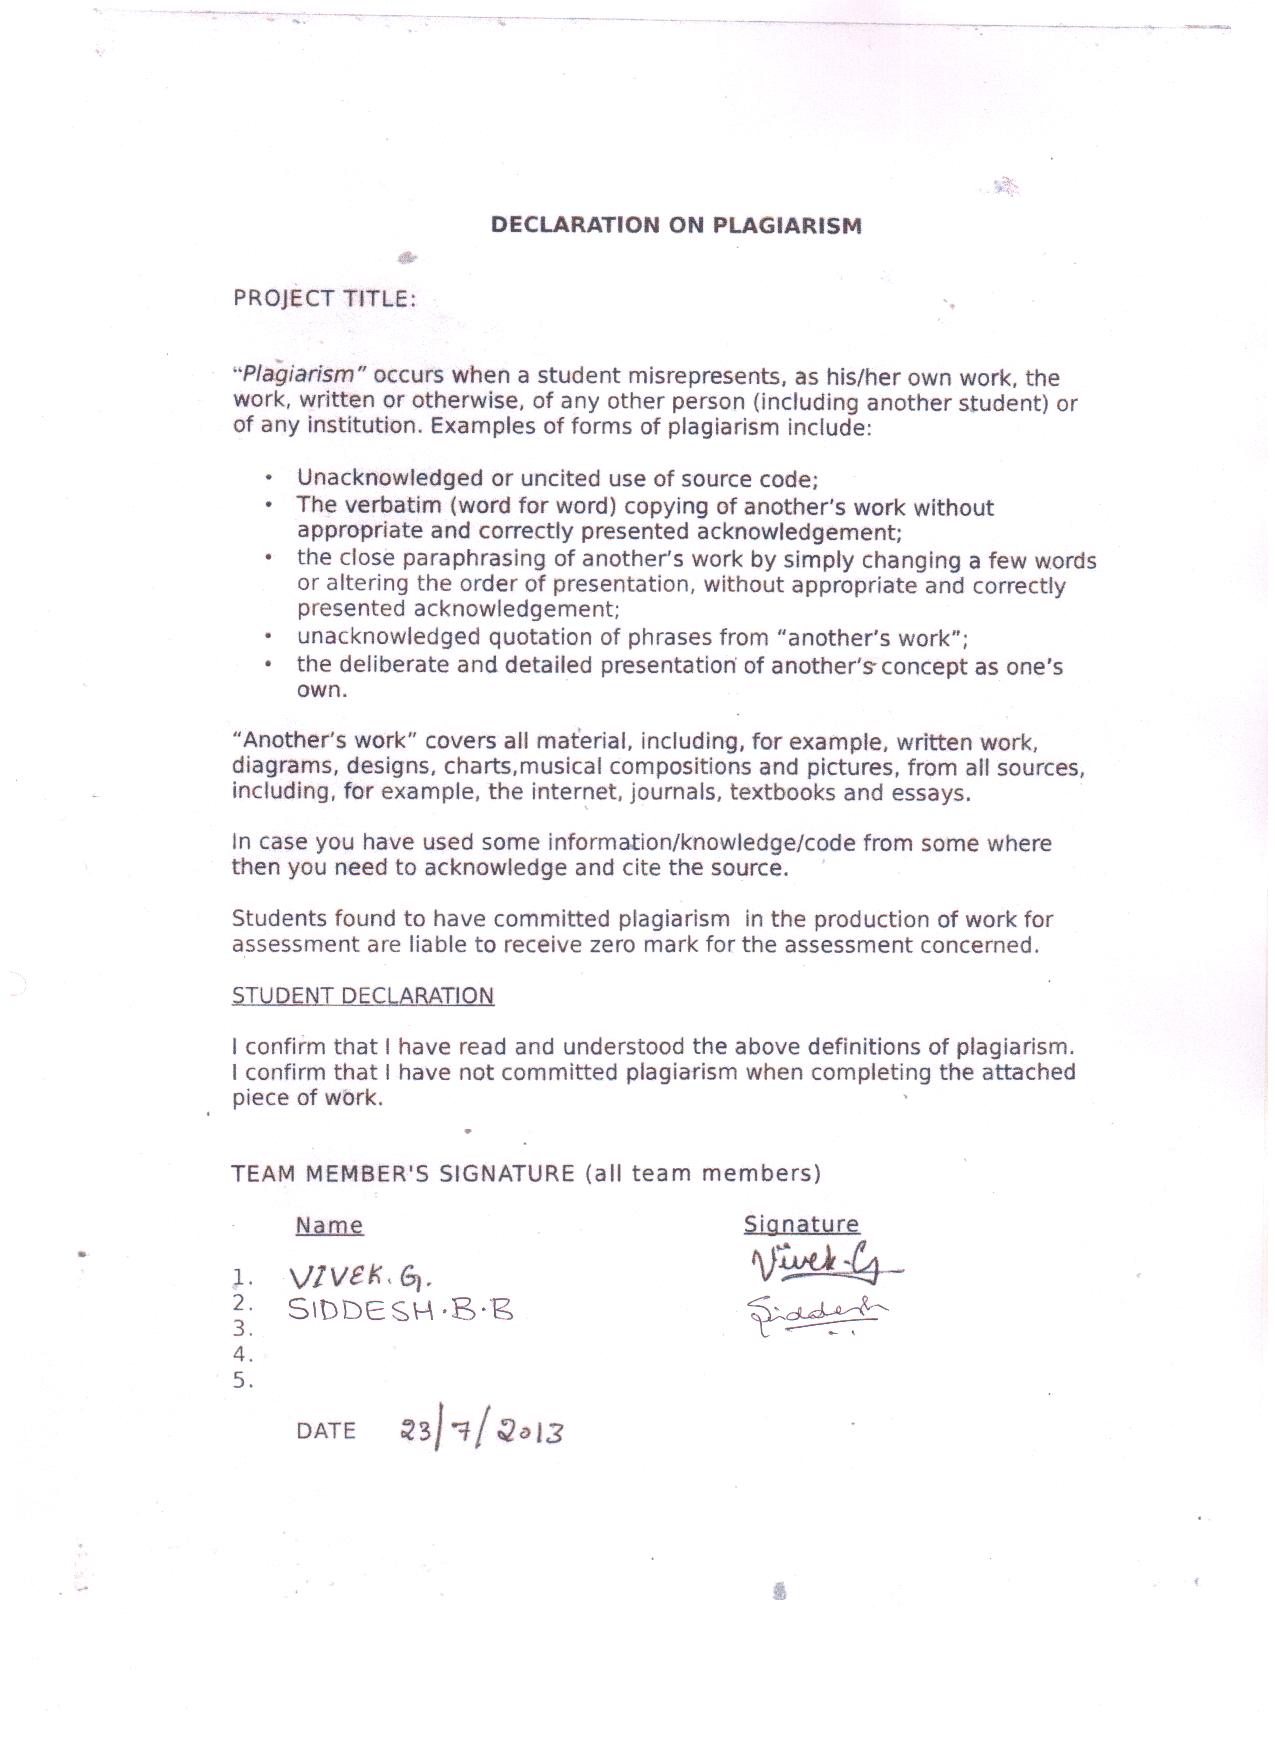 DECLARATION ON PLAGIARISM
PROJECT TITLE:
“Plagiarism” occurs when a student misrepresents, as his/her own work, the
work, written or otherwise, of any other person (including another student) or
of any institution. Examples of forms of plagiarism include:
• Unacknowledged or uncited use of source code;
• The verbatim (word for word) copying of another’s work without
appropriate and correctly presented acknowledgement;
• the close paraphrasing of another’s work by simply changing a few words
or altering the order of presentation, without appropriate and correctly
presented acknowledgement;
• unacknowledged quotation of phrases from “another’s work”;
• the deliberate and detailed presentation of another’s concept as one’s
own.
“Another’s work” covers all material, including, for example, written work,
diagrams, designs, charts,musical compositions and pictures, from all sources,
including, for example, the internet, journals, textbooks and essays.
In case you have used some information/knowledge/code from some where
then you need to acknowledge and cite the source.
Students found to have committed plagiarism in the production of work for
assessment are liable to receive zero mark for the assessment concerned.
STUDENT DECLARATION
I confirm that I have read and understood the above definitions of plagiarism.
I confirm that I have not committed plagiarism when completing the attached
piece of work.
TEAM MEMBER'S SIGNATURE (all team members)
Name Signature
1. VIVEK. G. Vivek.G
2. SIDDESH.B.B Siddesh
3.
4.
5.
DATE 23/7/2013